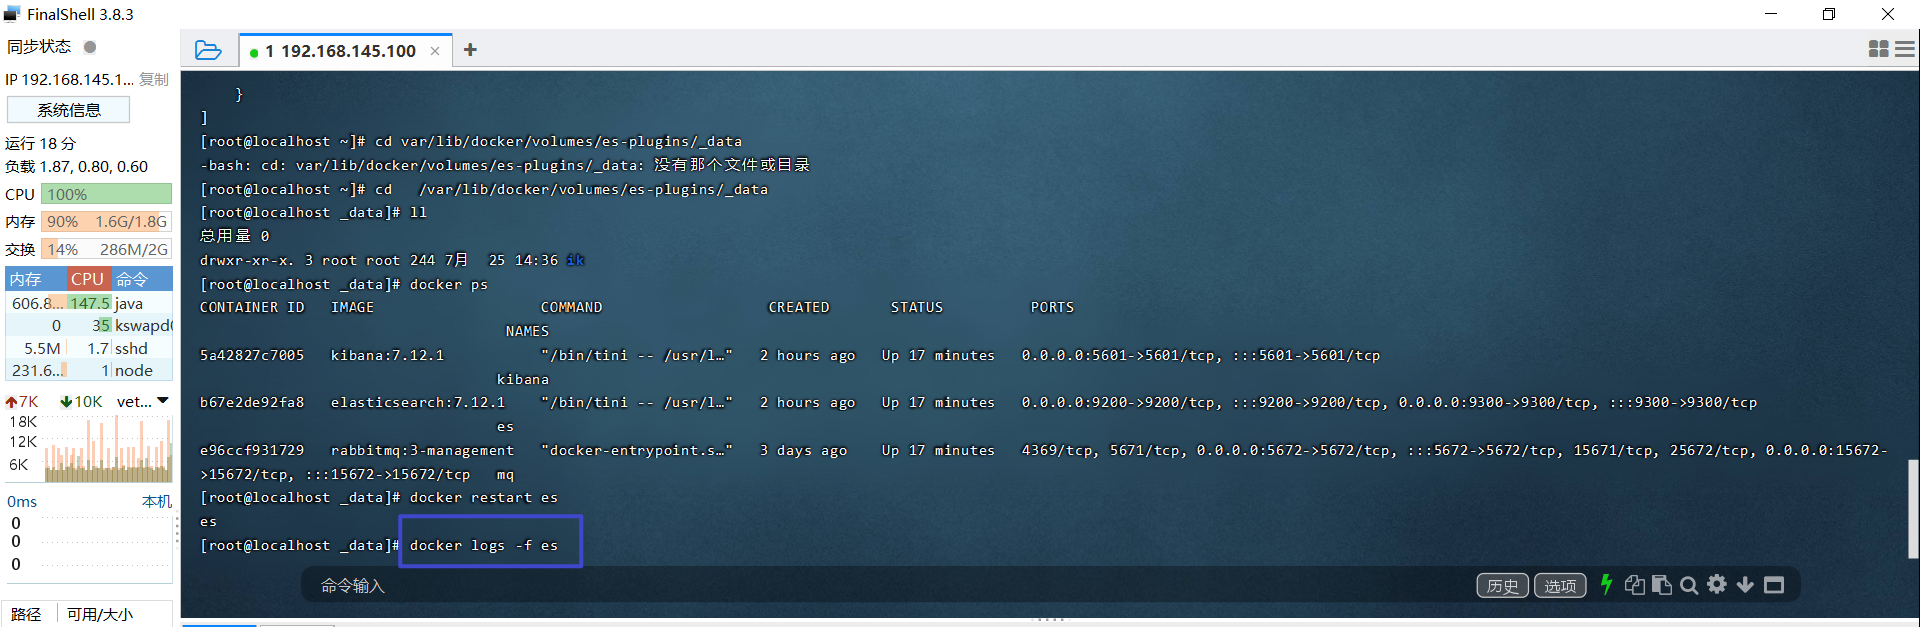 FinalShell 3.8.3
同步状态
IP 192.168.145.1... 复制
系统信息
运行 18 分
负载 1.87, 0.80, 0.60
CPU 100%
内存 90% 1.6G/1.8G
交换 14% 286M/2G
内存 CPU 命令
606.8... 147.5 java
0 35 kswapd0
5.5M 1.7 sshd
231.6... 1 node
7K 10K vet...
18K
12K
6K
0ms 本机
0
0
0
路径 可用/大小
1 192.168.145.100
}
]
[root@localhost ~]# cd var/lib/docker/volumes/es-plugins/_data
-bash: cd: var/lib/docker/volumes/es-plugins/_data: 没有那个文件或目录
[root@localhost ~]# cd   /var/lib/docker/volumes/es-plugins/_data
[root@localhost _data]# ll
总用量 0
drwxr-xr-x. 3 root root 244 7月  25 14:36 ik
[root@localhost _data]# docker ps
CONTAINER ID   IMAGE                   COMMAND                   CREATED       STATUS          PORTS
NAMES
5a42827c7005   kibana:7.12.1           "/bin/tini -- /usr/l…"   2 hours ago   Up 17 minutes   0.0.0.0:5601->5601/tcp, :::5601->5601/tcp
kibana
b67e2de92fa8   elasticsearch:7.12.1    "/bin/tini -- /usr/l…"   2 hours ago   Up 17 minutes   0.0.0.0:9200->9200/tcp, :::9200->9200/tcp, 0.0.0.0:9300->9300/tcp, :::9300->9300/tcp
es
e96ccf931729   rabbitmq:3-management   "docker-entrypoint.s…"   3 days ago    Up 17 minutes   4369/tcp, 5671/tcp, 0.0.0.0:5672->5672/tcp, :::5672->5672/tcp, 15671/tcp, 25672/tcp, 0.0.0.0:15672-
>15672/tcp, :::15672->15672/tcp   mq
[root@localhost _data]# docker restart es
es
[root@localhost _data]# docker logs -f es
命令输入 历史 选项